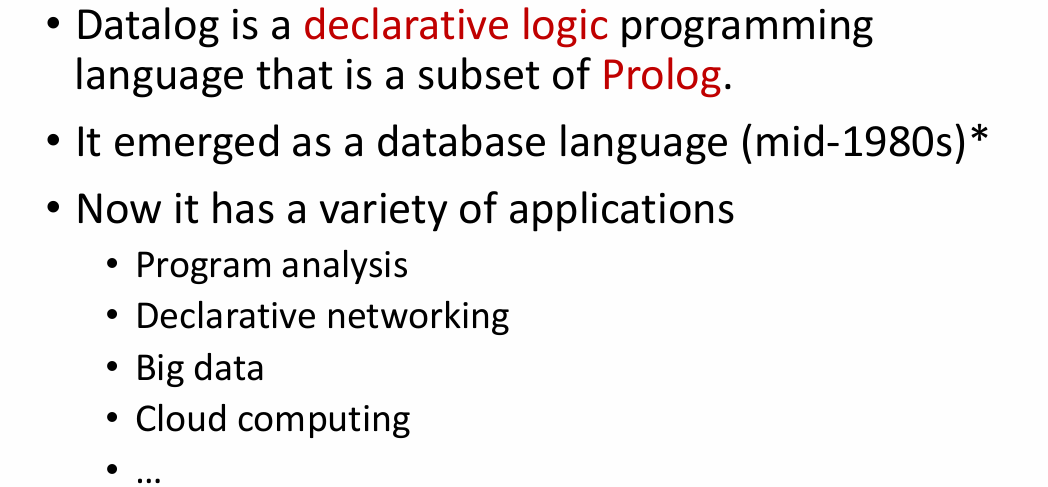 • Datalog is a declarative logic programming
language that is a subset of Prolog.
• It emerged as a database language (mid-1980s)*
• Now it has a variety of applications
• Program analysis
• Declarative networking
• Big data
• Cloud computing
• …